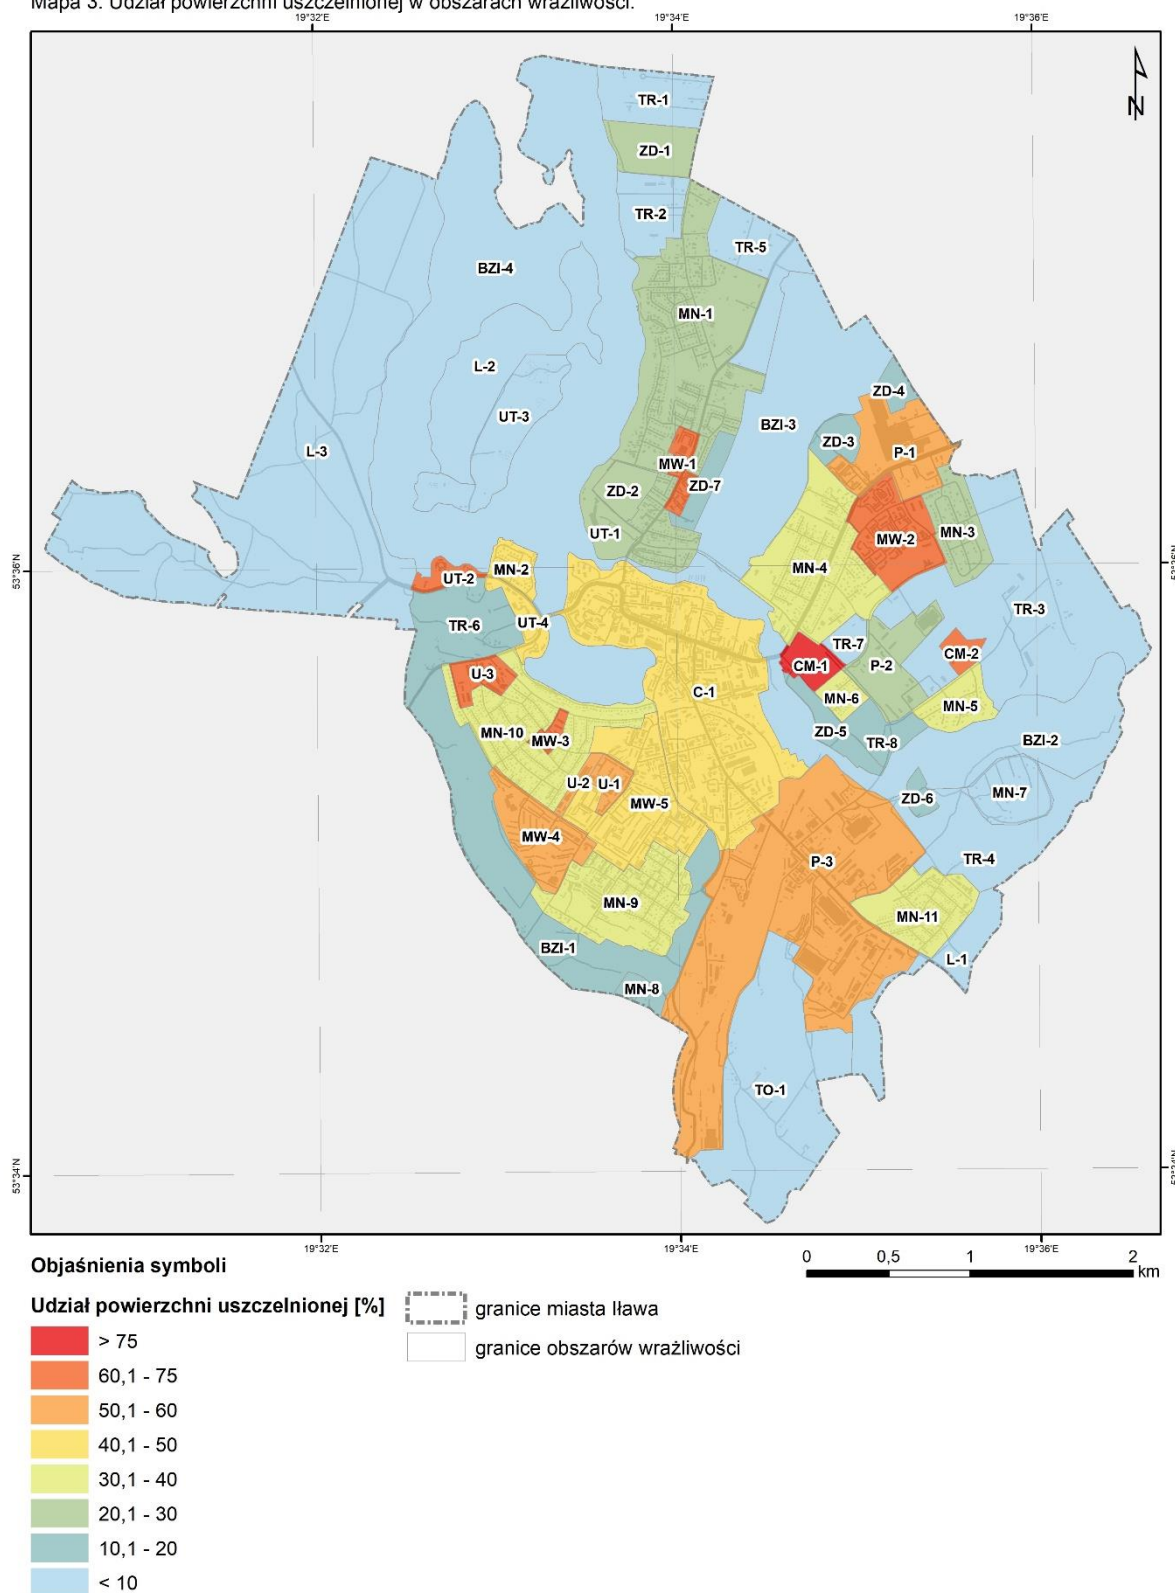 Mapa 3. Udział powierzchni uszczelnionej w obszarach wrażliwości.
19°32'E 19°34'E 19°36'E
N
TR-1
ZD-1
TR-2
TR-5
BZI-4
MN-1
L-2
ZD-4
UT-3
BZI-3
ZD-3
L-3
P-1
MW-1
ZD-7
ZD-2
UT-1
MN-3
MW-2
53°36'N
MN-2
MN-4
UT-2
TR-3
UT-4
TR-6
TR-7
CM-2
CM-1
P-2
U-3
C-1
MN-6
MN-5
MN-10
ZD-5
MW-3
TR-8
BZI-2
U-2
U-1
MN-7
ZD-6
MW-5
MW-4
P-3
TR-4
MN-9
MN-11
BZI-1
L-1
MN-8
TO-1
53°34'N
19°32'E 19°34'E 19°36'E
Objaśnienia symboli
0 0,5 1 2 km
Udział powierzchni uszczelnionej [%]
granice miasta Iława
> 75
granice obszarów wrażliwości
60,1 - 75
50,1 - 60
40,1 - 50
30,1 - 40
20,1 - 30
10,1 - 20
< 10